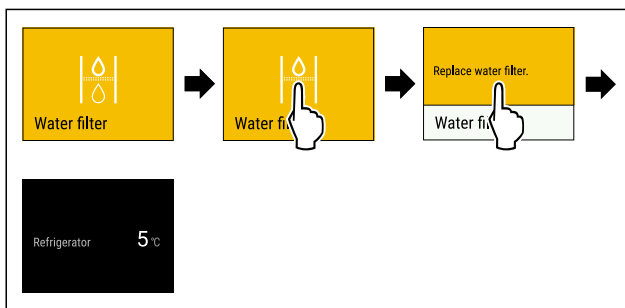 Water filter
Water fi
Replace water filter.
Water fi
Refrigerator 5 °C